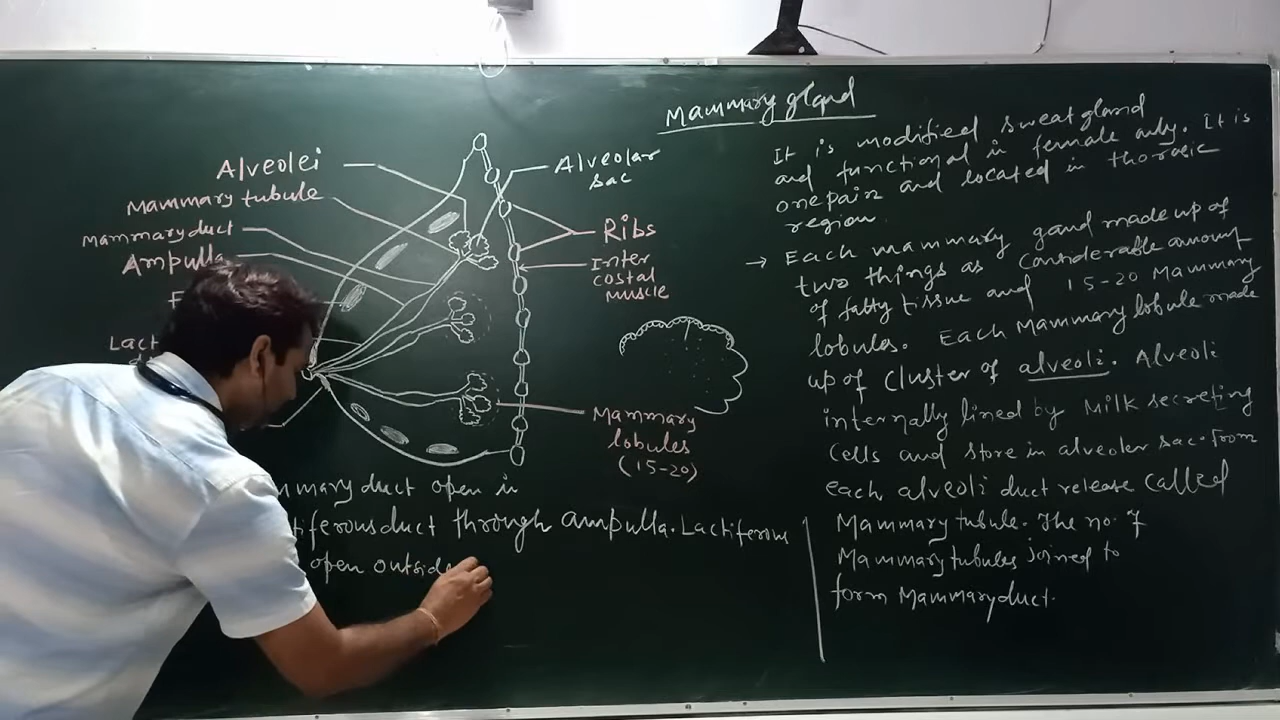 Mammary gland
It is modified sweat gland
and functional in female only. It is
one pair and located in thoracic
region.
→ Each mammary gand made up of
two things as Considerable amount
of fatty tissue and 15-20 Mammary
lobules. Each Mammary lobule made
up of Cluster of alveoli. Alveoli
internally lined by Milk secreting
Cells and store in alveolar sac. from
each alveoli duct release called
Mammary tubule. The no. of
Mammary tubules joined to
form Mammary duct.
Alveolei
Mammary tubule
Mammary duct
Ampulla
F
Lact
Alveolar
sac
Ribs
Inter
costal
muscle
Mammary
lobules
(15-20)
mmary duct open in
tiferous duct through ampulla. Lactiferous
open outside